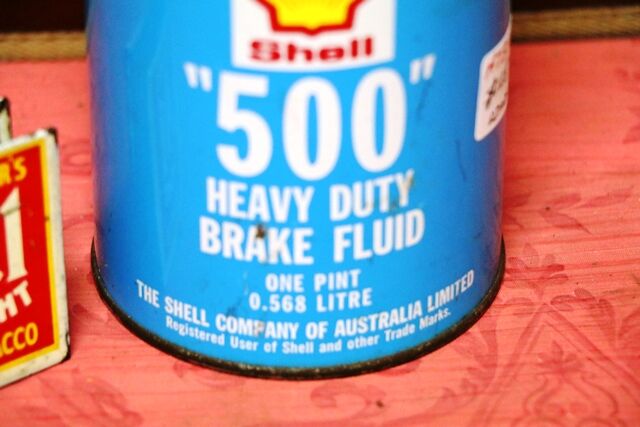 Shell
"500"
HEAVY DUTY
BRAKE FLUID
ONE PINT
0.568 LITRE
THE SHELL COMPANY OF AUSTRALIA LIMITED
Registered User of Shell and other Trade Marks.